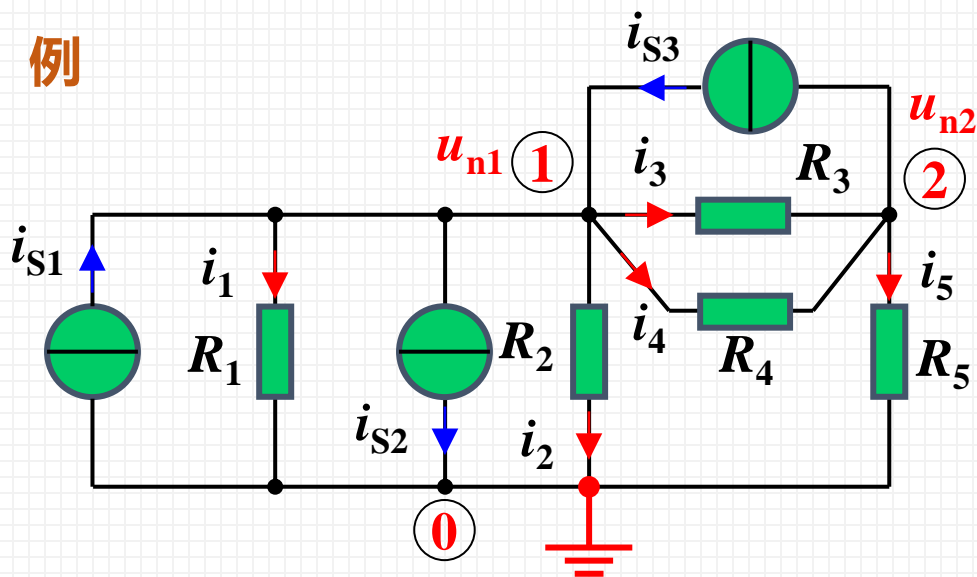 例
iS3
un2
un1 ① i3 R3 ②
iS1 i1 i5
R1 R2 i4 R4 R5
iS2 i2
⓪